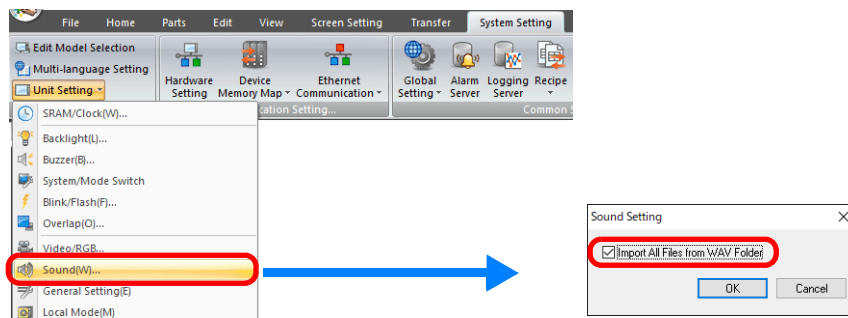 File Home Parts Edit View Screen Setting Transfer System Setting
Edit Model Selection
Multi-language Setting
Unit Setting
Hardware Setting
Device Memory Map
Ethernet Communication
Global Setting
Alarm Server
Logging Server
Recipe
cation Setting...
Common S
SRAM/Clock(W)...
Backlight(L)...
Buzzer(B)...
System/Mode Switch
Blink/Flash(F)...
Overlap(O)...
Video/RGB...
Sound(W)...
General Setting(E)
Local Mode(M)
Sound Setting
Import All Files from WAV Folder
OK Cancel